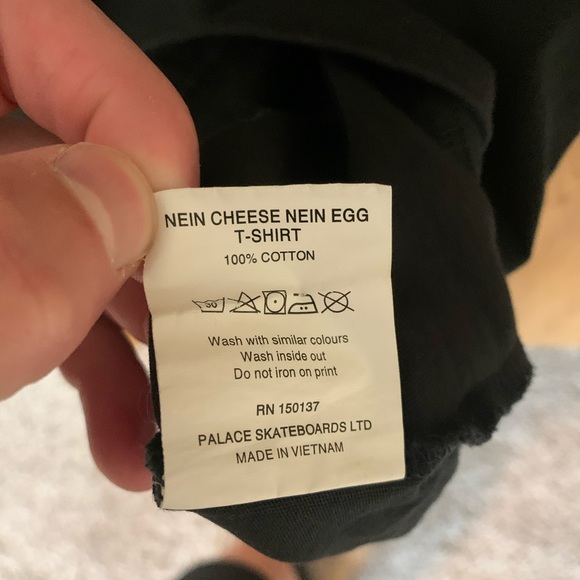 NEIN CHEESE NEIN EGG
T-SHIRT
100% COTTON
30
Wash with similar colours
Wash inside out
Do not iron on print
RN 150137
PALACE SKATEBOARDS LTD
MADE IN VIETNAM